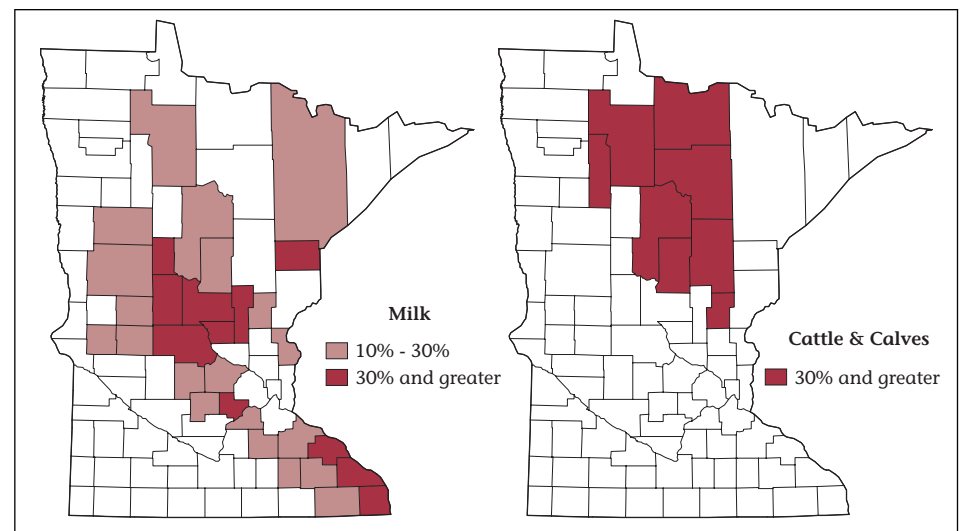 Milk
10% - 30%
30% and greater
Cattle & Calves
30% and greater